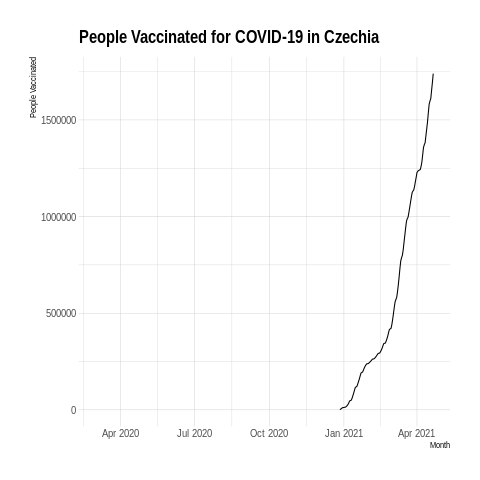 People Vaccinated for COVID-19 in Czechia
People Vaccinated
1500000
1000000
500000
0
Apr 2020 Jul 2020 Oct 2020 Jan 2021 Apr 2021
Month